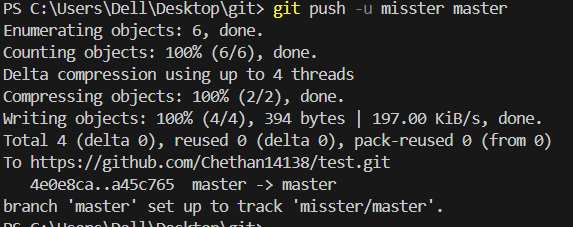 PS C:\Users\Dell\Desktop\git> git push -u misster master
Enumerating objects: 6, done.
Counting objects: 100% (6/6), done.
Delta compression using up to 4 threads
Compressing objects: 100% (2/2), done.
Writing objects: 100% (4/4), 394 bytes | 197.00 KiB/s, done.
Total 4 (delta 0), reused 0 (delta 0), pack-reused 0 (from 0)
To https://github.com/Chethan14138/test.git
   4e0e8ca..a45c765  master -> master
branch 'master' set up to track 'misster/master'.
PS C:\Users\Dell\Desktop\git>